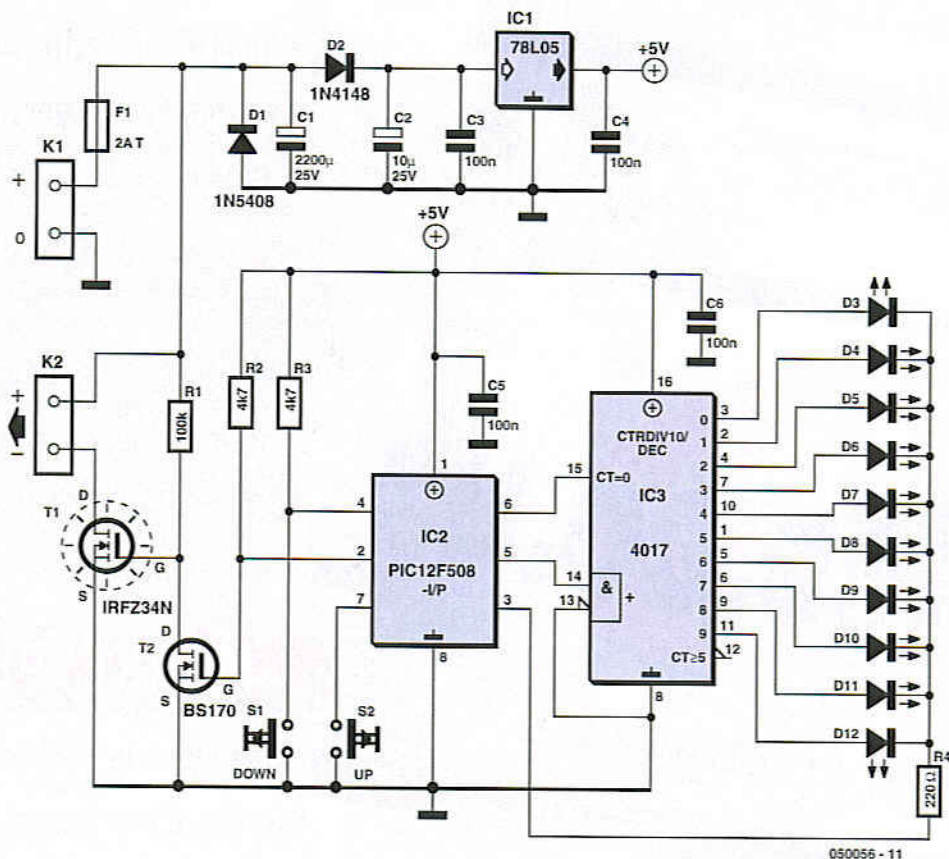 IC1
78L05
+5V
D2
1N4148
F1
2A T
D1
1N5408
C1
2200µ
25V
C2
10µ
25V
C3
100n
C4
100n
K1
+
0
+5V
K2
+
–
R1
100k
R2
4k7
R3
4k7
C5
100n
C6
100n
D
T1
G
S
IRFZ34N
D
T2
G
S
BS170
1
4
2
7
6
5
3
8
IC2
PIC12F508
-I/P
S1
DOWN
S2
UP
16
CTRDIV10/
DEC
15
CT=0
IC3
4017
14
13
&
+
8
0 3
1 2
2 4
3 7
4 10
5 1
6 5
7 6
8 9
9 11
CT≥5 12
D3
D4
D5
D6
D7
D8
D9
D10
D11
D12
R4
220Ω
050056 - 11